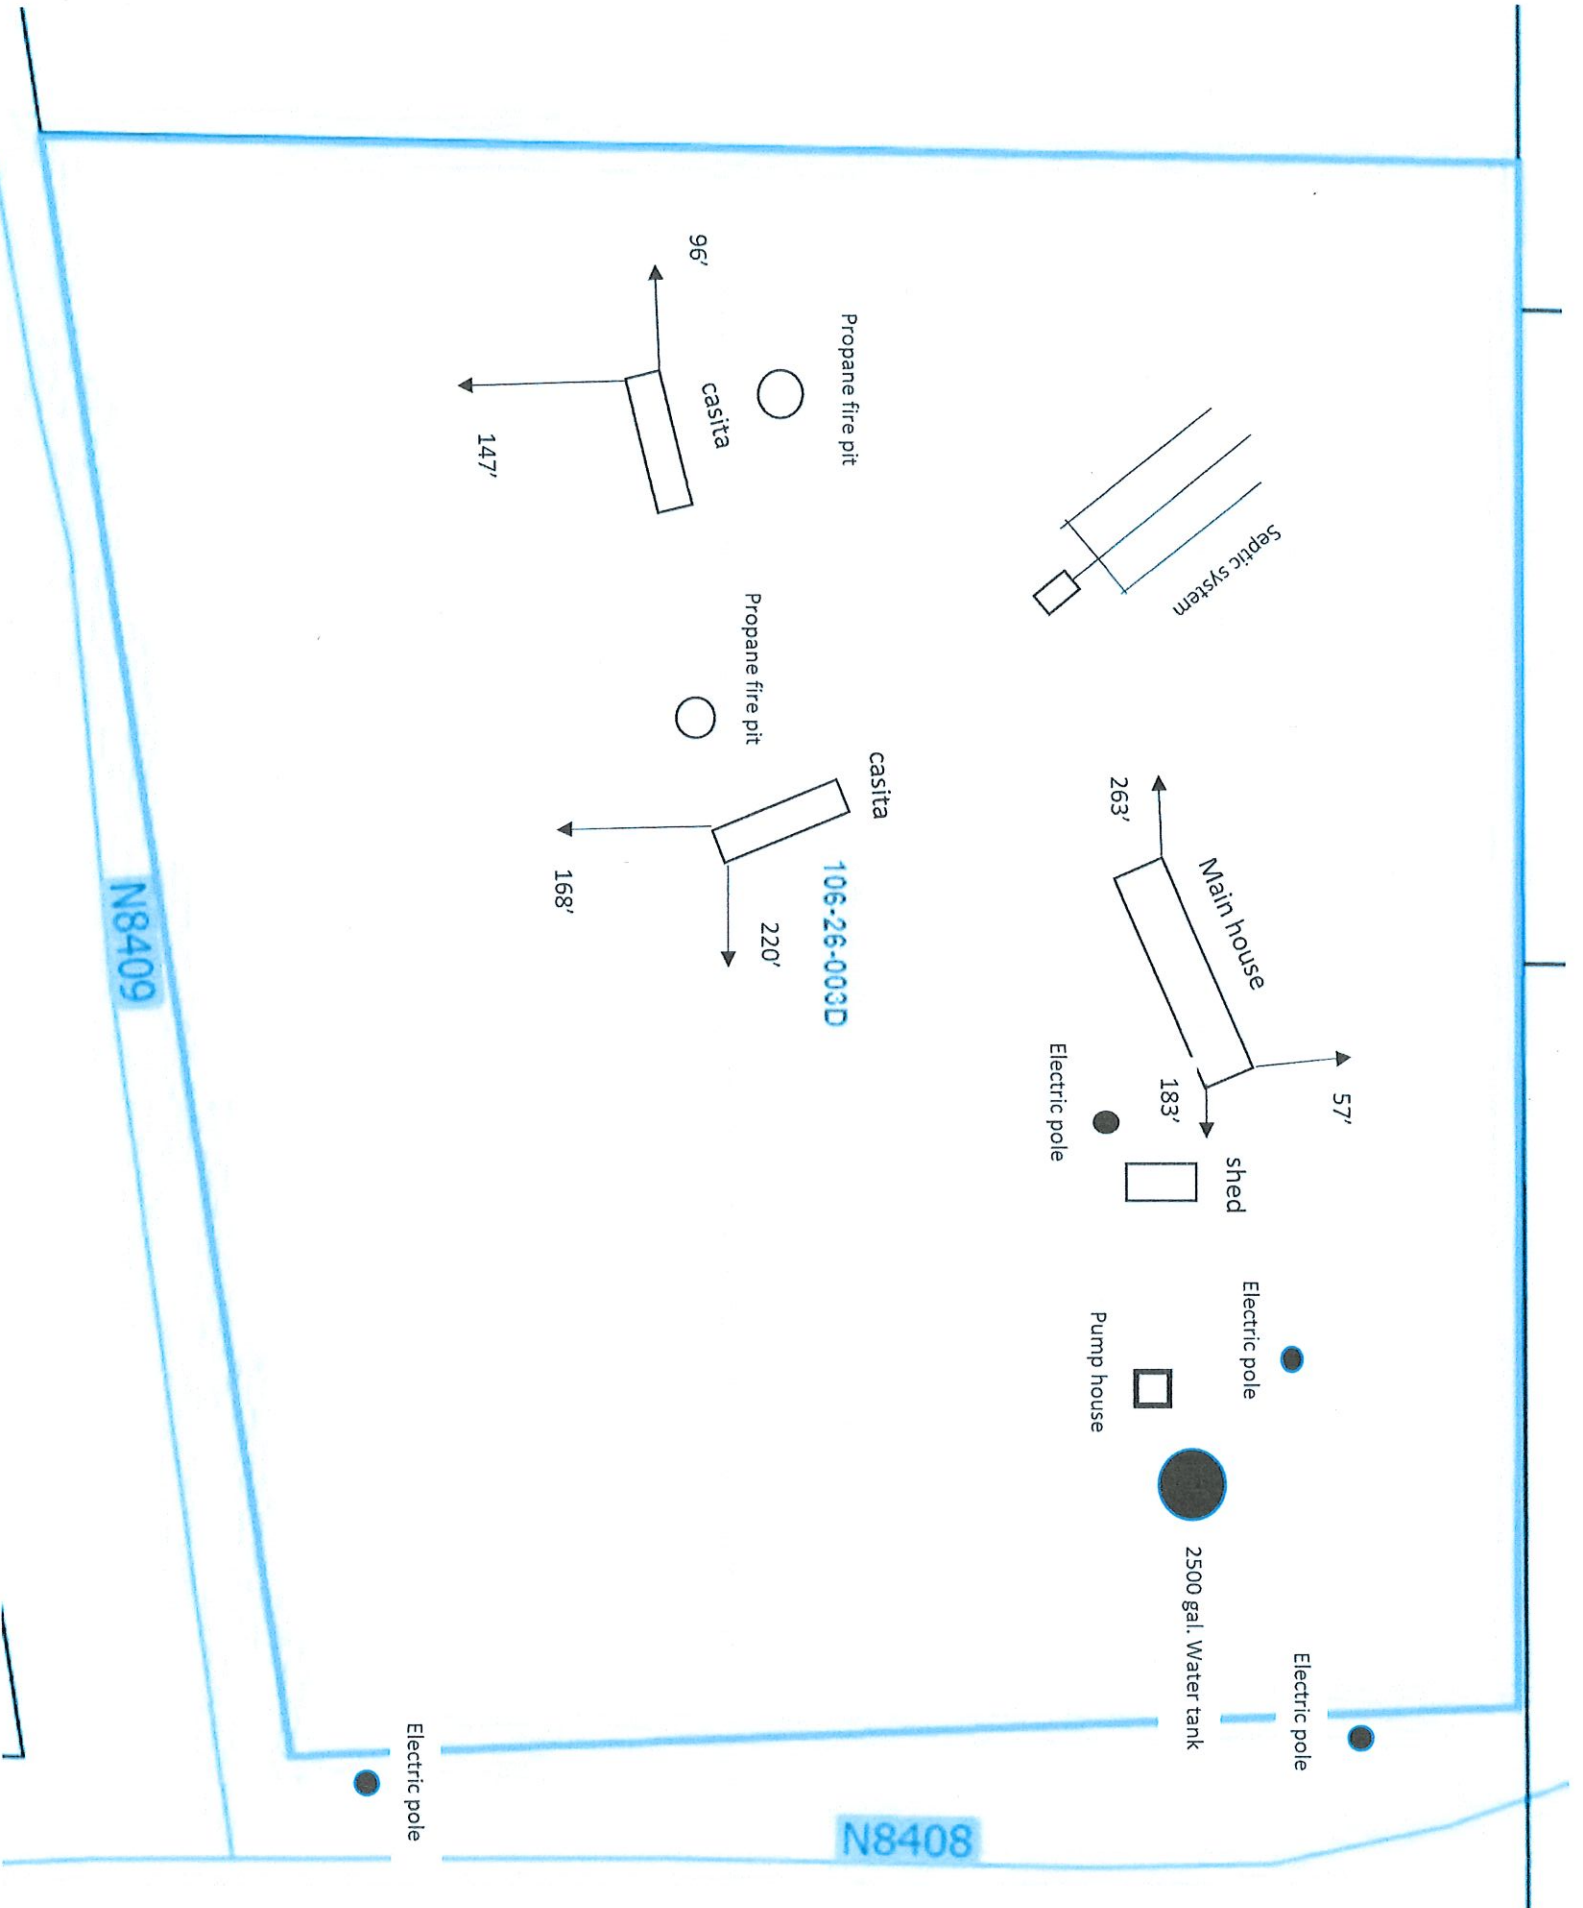 57'
Septic system
Main house
263'
183'
shed
Electric pole
Electric pole
Pump house
2500 gal. Water tank
Electric pole
Propane fire pit
casita
96'
147'
Propane fire pit
casita
106-26-003D
220'
168'
N8409
Electric pole
N8408